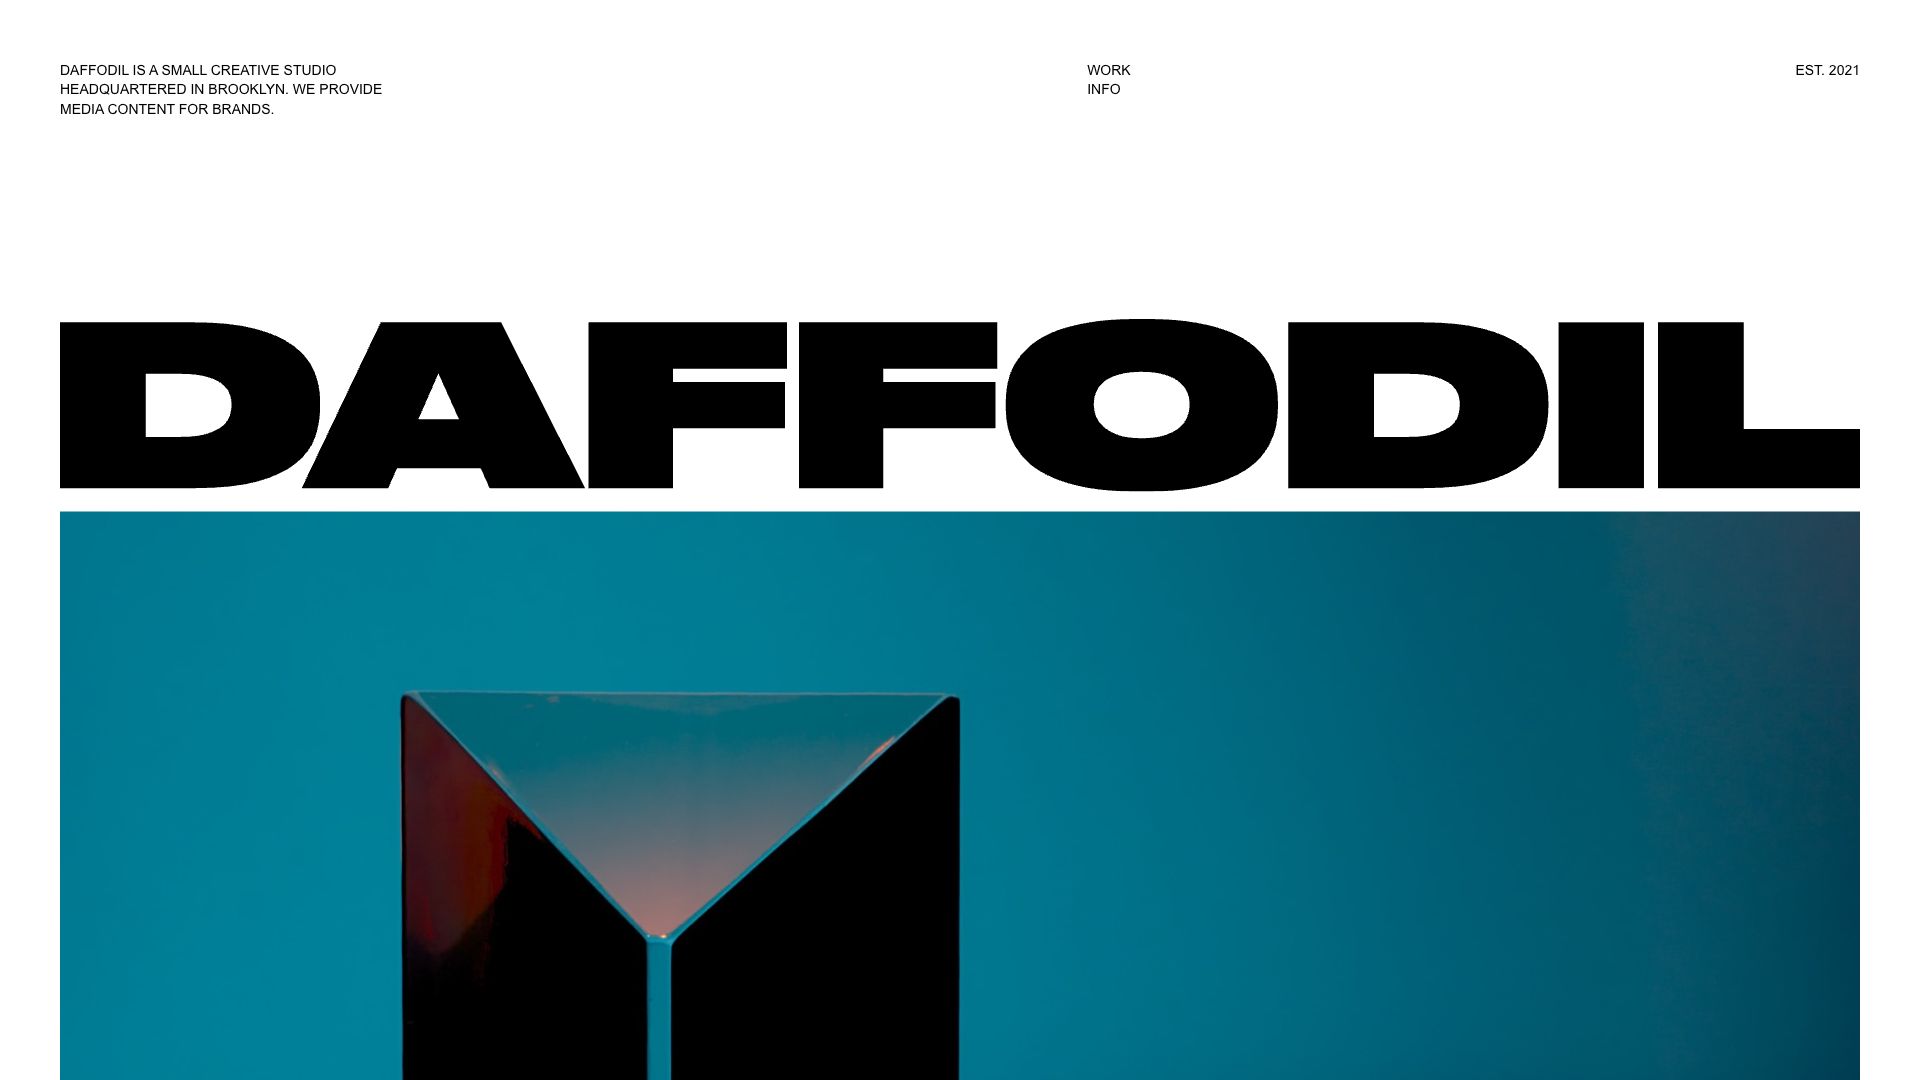 DAFFODIL IS A SMALL CREATIVE STUDIO
HEADQUARTERED IN BROOKLYN. WE PROVIDE
MEDIA CONTENT FOR BRANDS.
WORK
INFO
EST. 2021
DAFFODIL